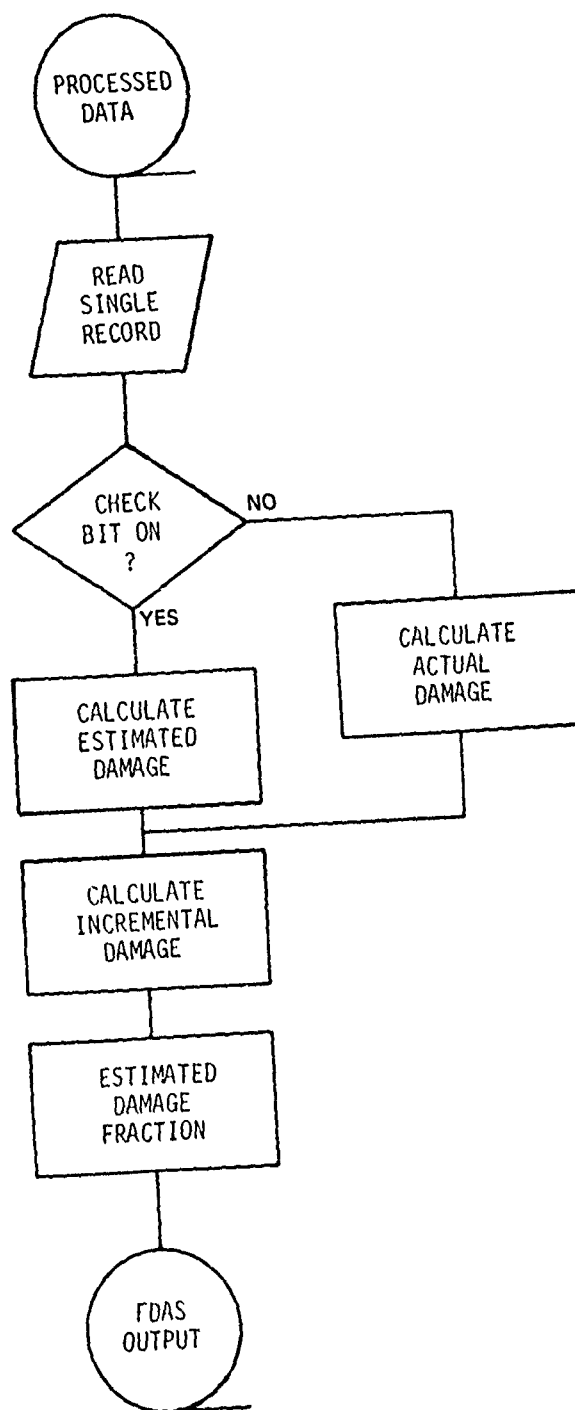 PROCESSED
DATA
READ
SINGLE
RECORD
CHECK
BIT ON
?
NO
YES
CALCULATE
ACTUAL
DAMAGE
CALCULATE
ESTIMATED
DAMAGE
CALCULATE
INCREMENTAL
DAMAGE
ESTIMATED
DAMAGE
FRACTION
OUTPUT